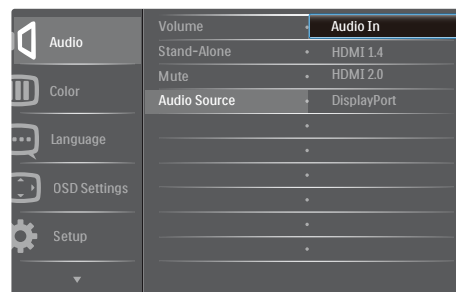 Audio
Color
Language
OSD Settings
Setup
Volume
Stand-Alone
Mute
Audio Source
Audio In
HDMI 1.4
HDMI 2.0
DisplayPort